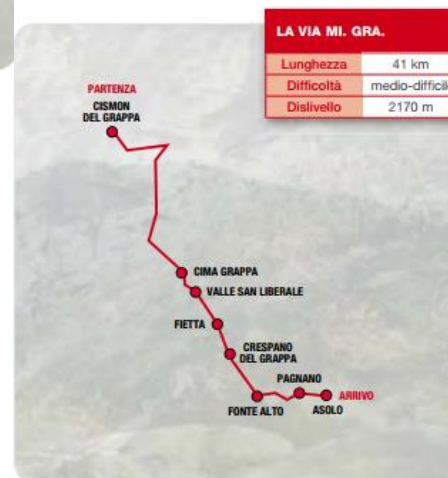 LA VIA MI. GRA.
Lunghezza 41 km
Difficoltà medio-difficile
Dislivello 2170 m
PARTENZA
CISMON
DEL GRAPPA
CIMA GRAPPA
VALLE SAN LIBERALE
FIETTA
CRESPANO
DEL GRAPPA
PAGNANO
ARRIVO
FONTE ALTO
ASOLO